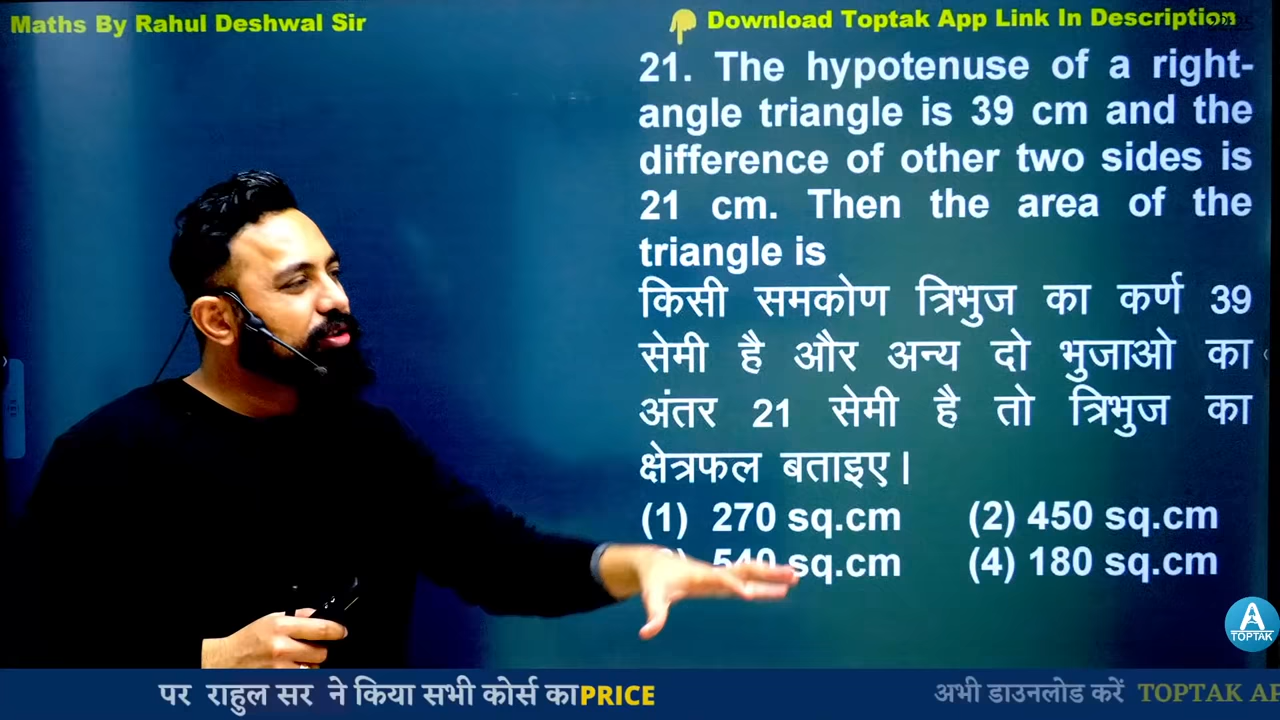 Maths By Rahul Deshwal Sir
Download Toptak App Link In Description
21. The hypotenuse of a right-
angle triangle is 39 cm and the
difference of other two sides is
21 cm. Then the area of the
triangle is
किसी समकोण त्रिभुज का कर्ण 39
सेमी है और अन्य दो भुजाओ का
अंतर 21 सेमी है तो त्रिभुज का
क्षेत्रफल बताइए।
(1) 270 sq.cm (2) 450 sq.cm
540 sq.cm (4) 180 sq.cm
A
TOPTAK
पर राहुल सर ने किया सभी कोर्स का PRICE
अभी डाउनलोड करें TOPTAK AP